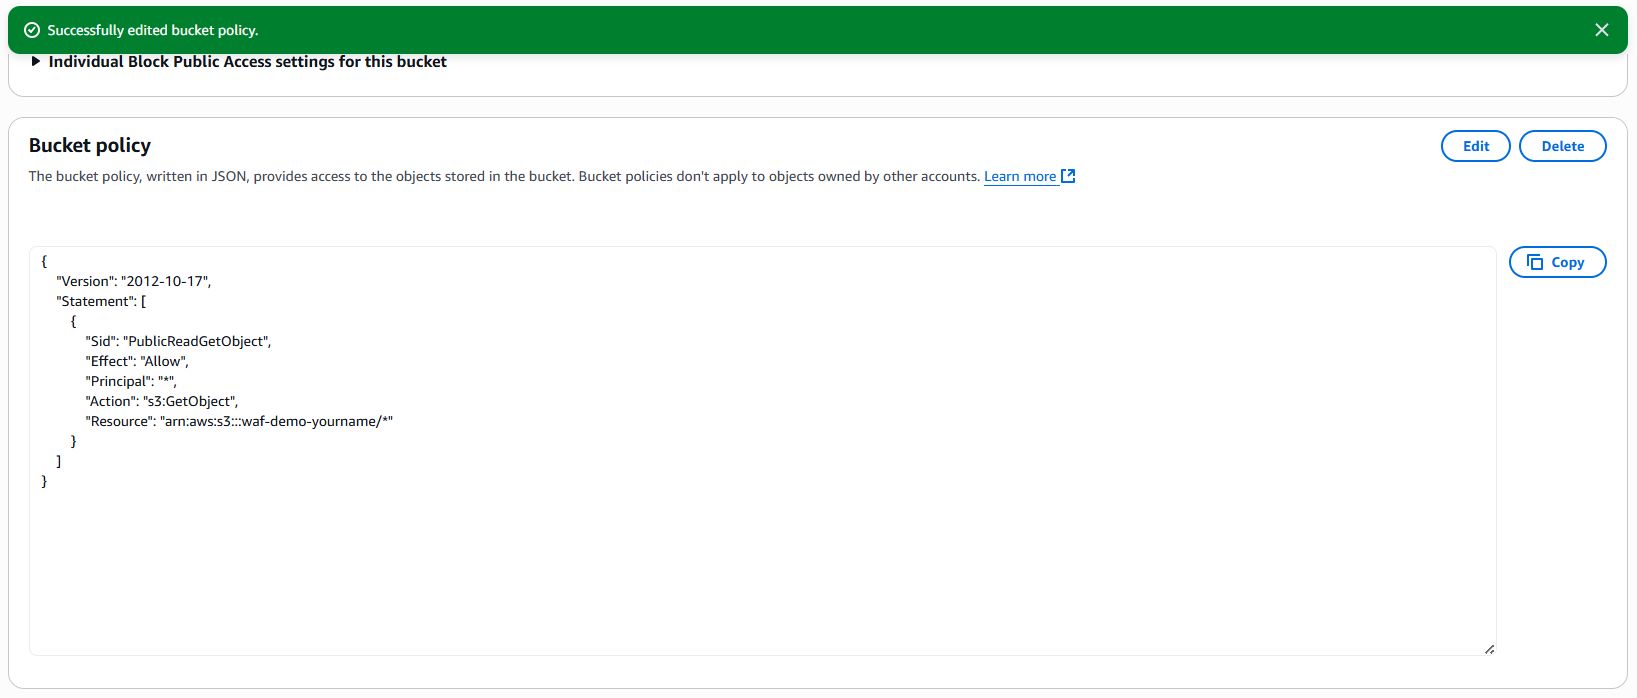 Successfully edited bucket policy.
Individual Block Public Access settings for this bucket
Bucket policy
Edit
Delete
The bucket policy, written in JSON, provides access to the objects stored in the bucket. Bucket policies don't apply to objects owned by other accounts. Learn more
Copy
{
    "Version": "2012-10-17",
    "Statement": [
        {
            "Sid": "PublicReadGetObject",
            "Effect": "Allow",
            "Principal": "*",
            "Action": "s3:GetObject",
            "Resource": "arn:aws:s3:::waf-demo-yourname/*"
        }
    ]
}